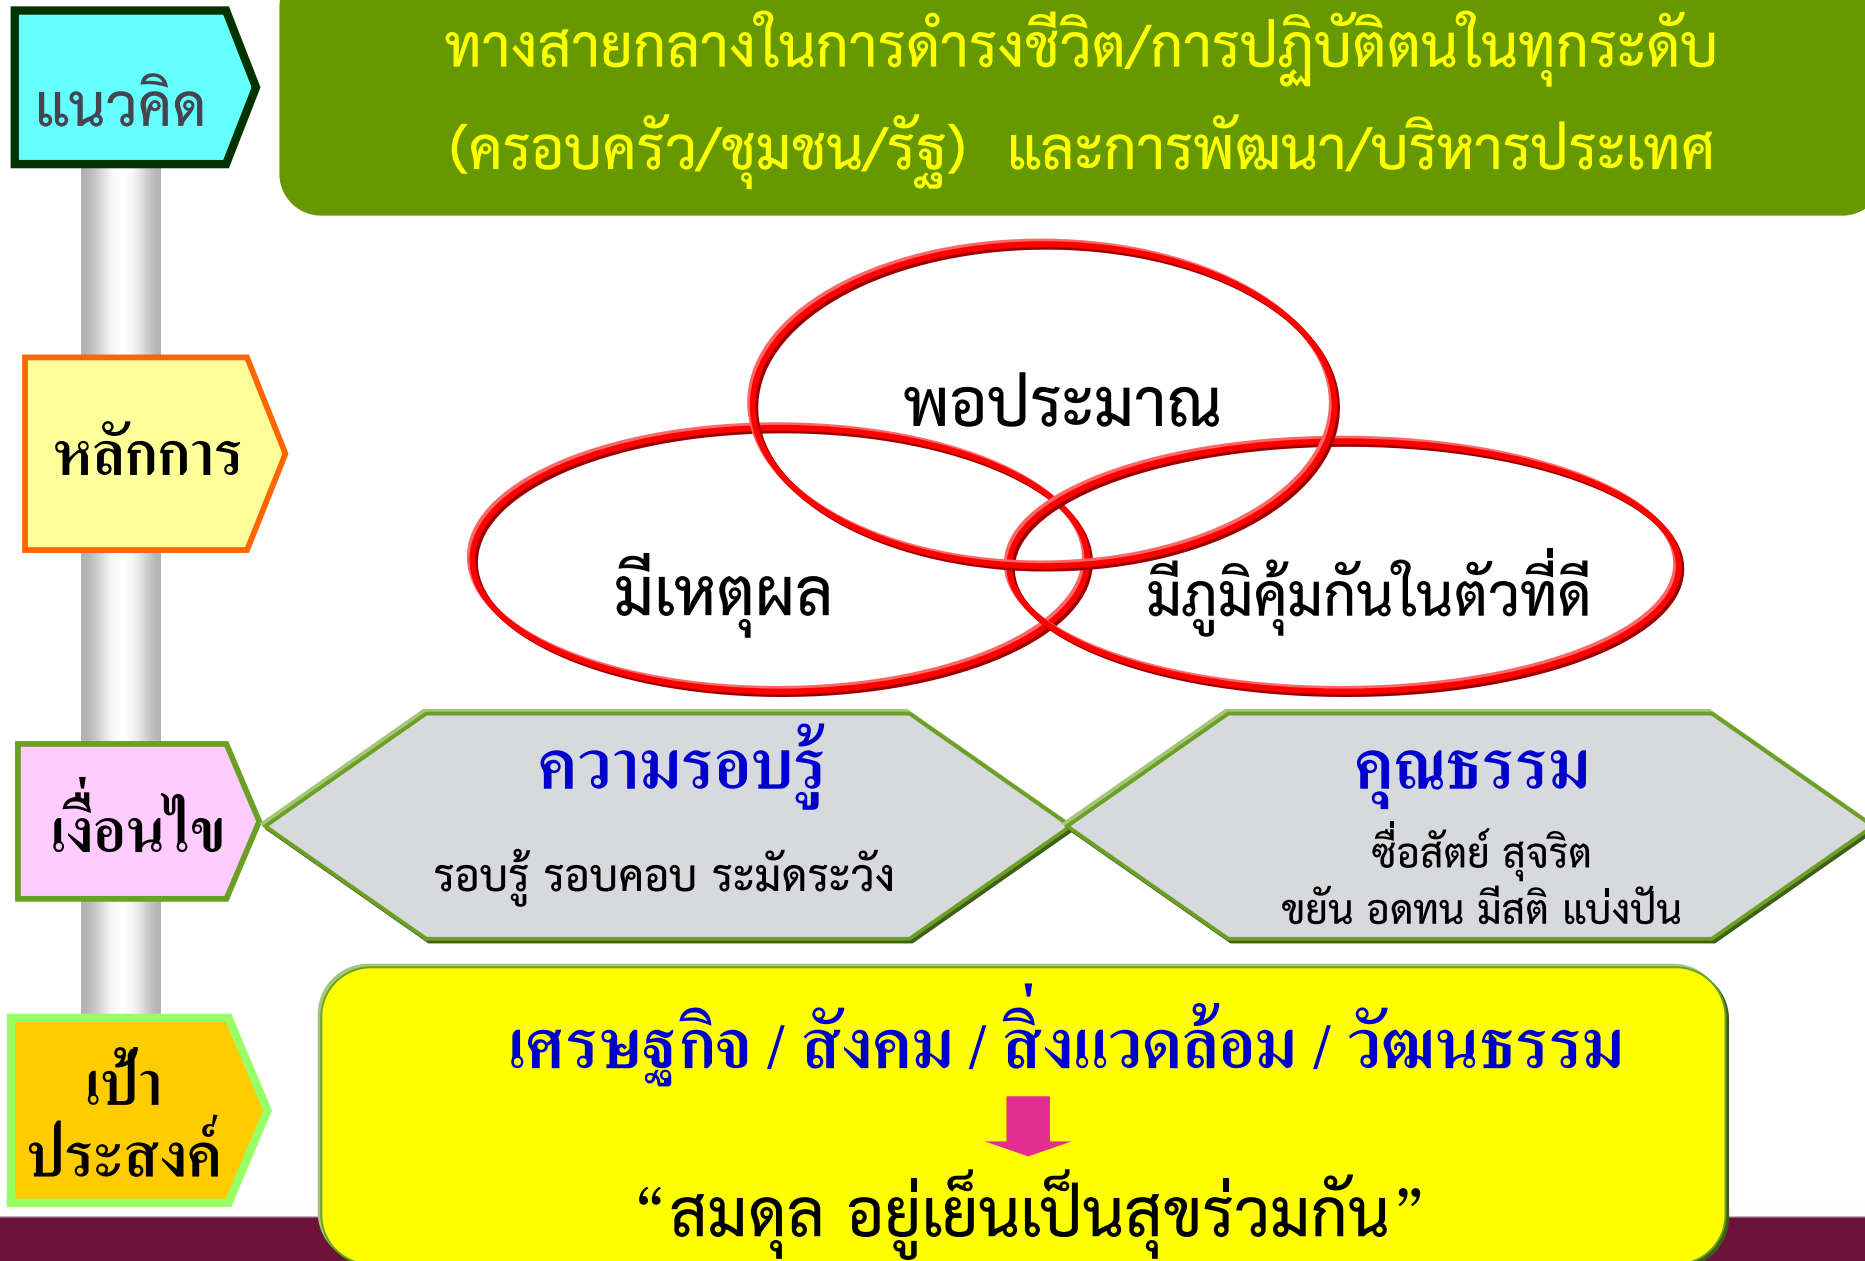 แนวคิด
ทางสายกลางในการดำรงชีวิต/การปฏิบัติตนในทุกระดับ
(ครอบครัว/ชุมชน/รัฐ) และการพัฒนา/บริหารประเทศ
หลักการ
พอประมาณ
มีเหตุผล
มีภูมิคุ้มกันในตัวที่ดี
เงื่อนไข
ความรอบรู้
รอบรู้ รอบคอบ ระมัดระวัง
คุณธรรม
ซื่อสัตย์ สุจริต
ขยัน อดทน มีสติ แบ่งปัน
เป้า
ประสงค์
เศรษฐกิจ / สังคม / สิ่งแวดล้อม / วัฒนธรรม
“สมดุล อยู่เย็นเป็นสุขร่วมกัน”